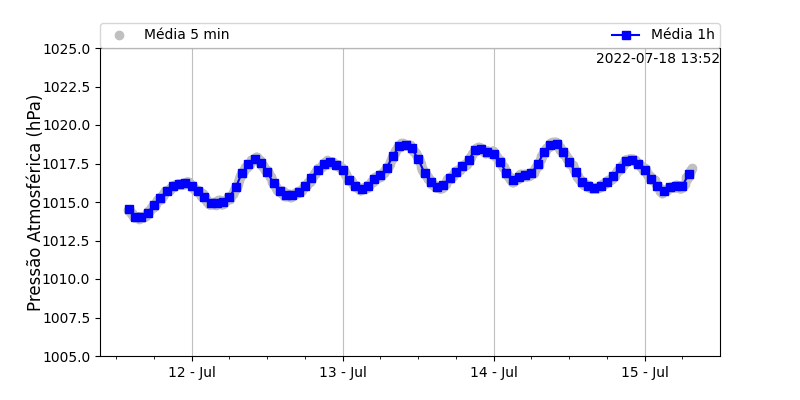 Média 5 min
Média 1h
2022-07-18 13:52
Pressão Atmosférica (hPa)
1025.0
1022.5
1020.0
1017.5
1015.0
1012.5
1010.0
1007.5
1005.0
12 - Jul
13 - Jul
14 - Jul
15 - Jul